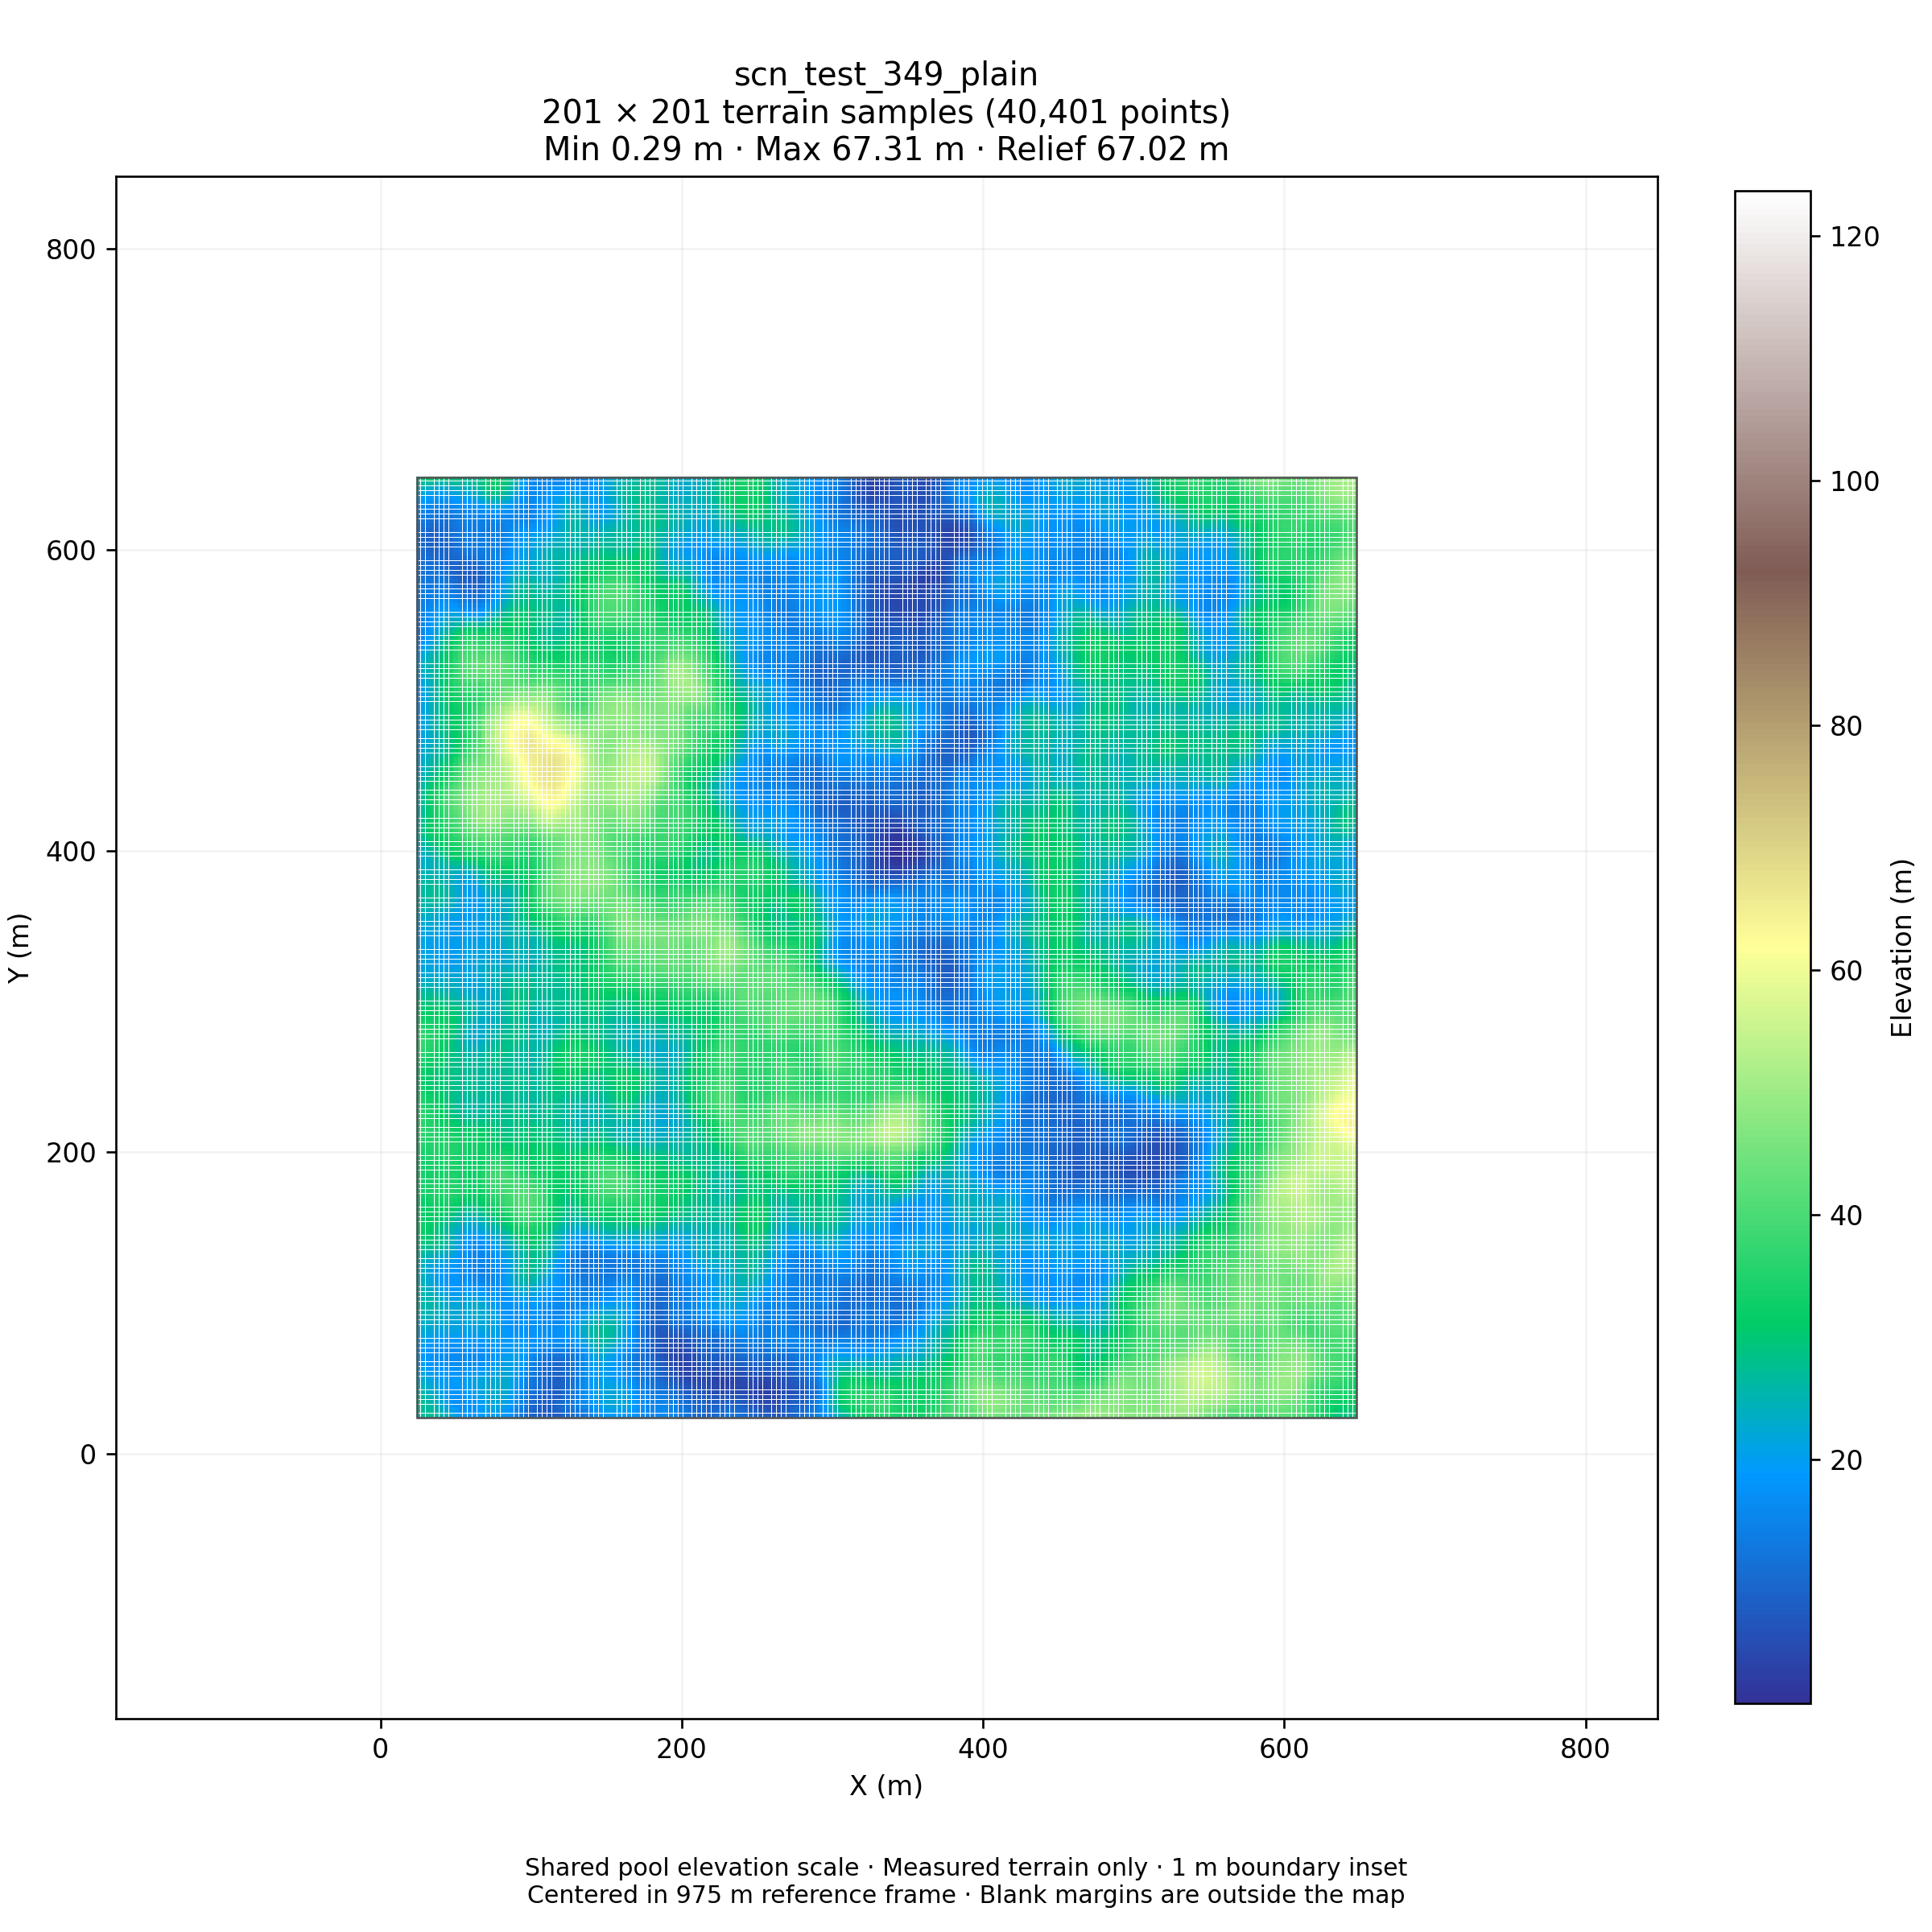 scn_test_349_plain
201 × 201 terrain samples (40,401 points)
Min 0.29 m · Max 67.31 m · Relief 67.02 m
800
600
400
200
0
Y (m)
0
200
400
600
800
X (m)
120
100
80
60
40
20
Elevation (m)
Shared pool elevation scale · Measured terrain only · 1 m boundary inset
Centered in 975 m reference frame · Blank margins are outside the map